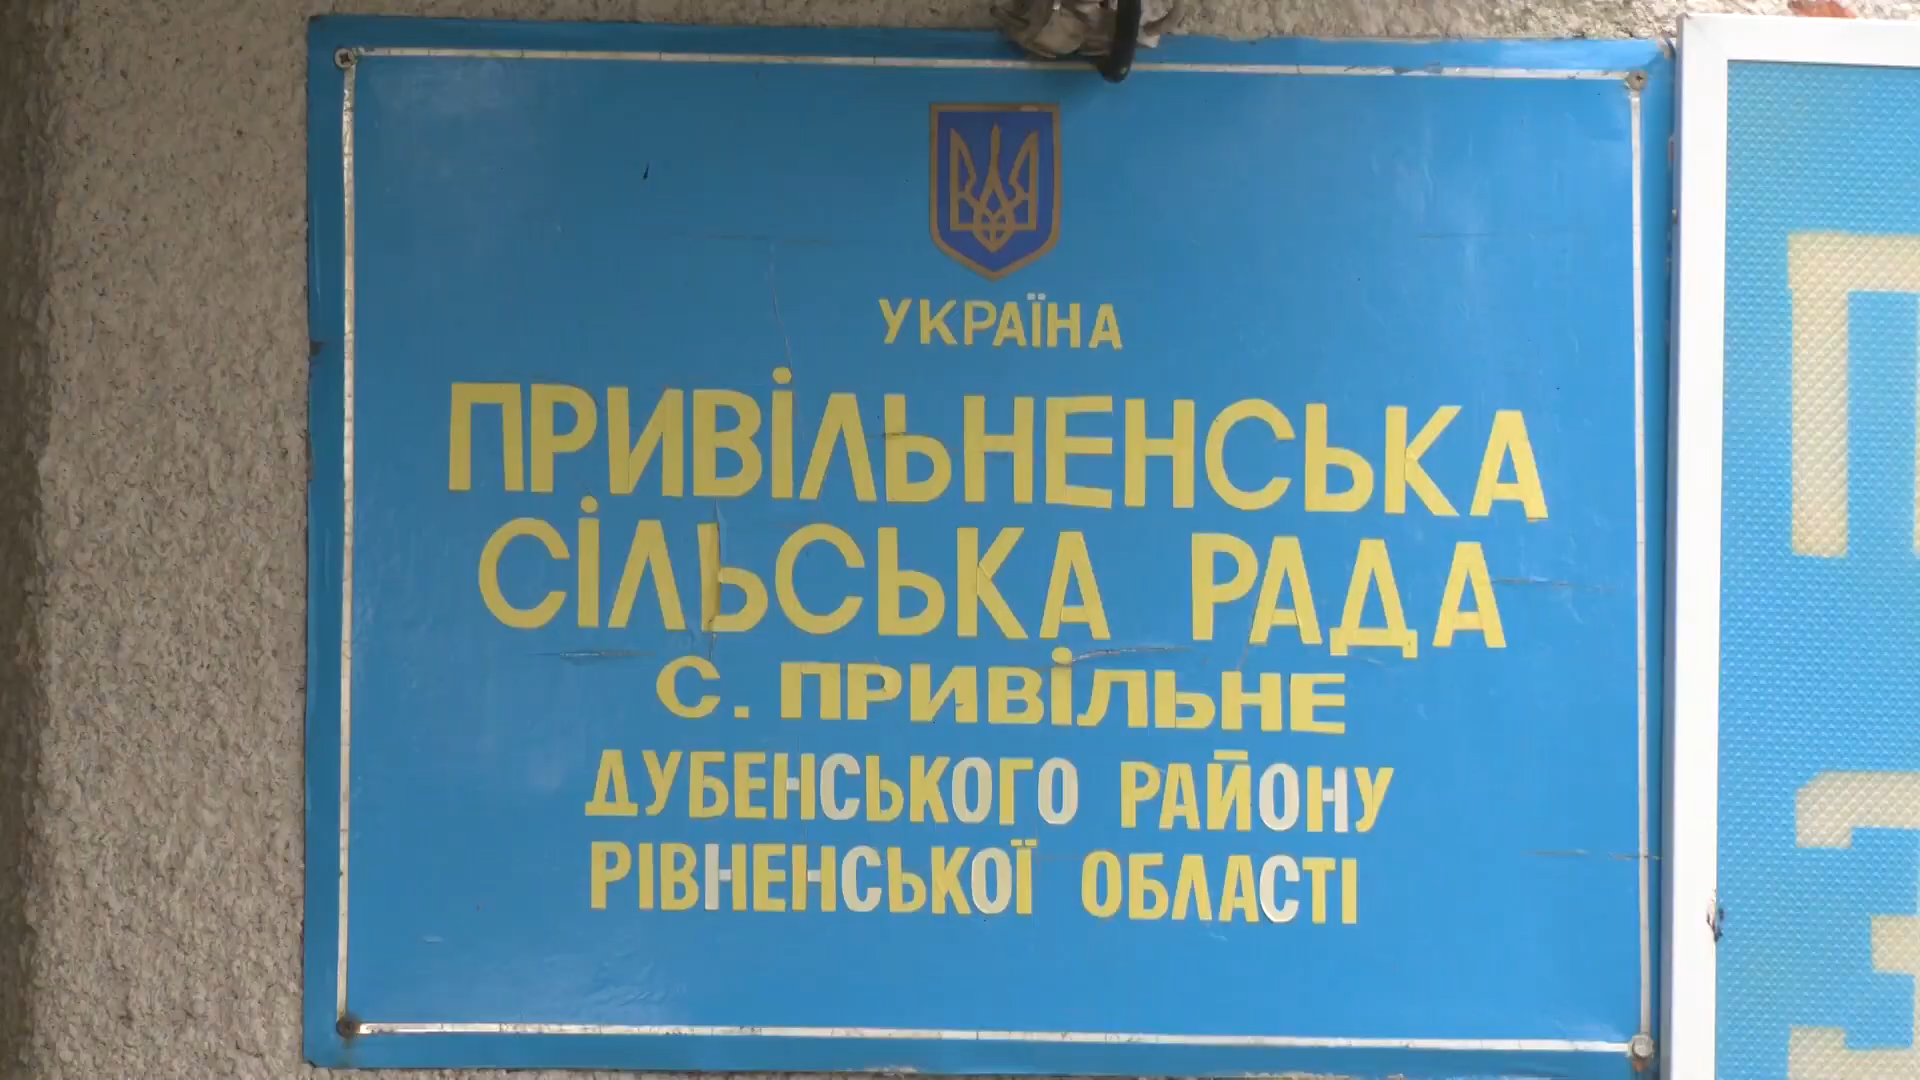 УКРАЇНА
ПРИВІЛЬНЕНСЬКА
СІЛЬСЬКА РАДА
С. ПРИВІЛЬНЕ
ДУБЕНСЬКОГО РАЙОНУ
РІВНЕНСЬКОЇ ОБЛАСТІ